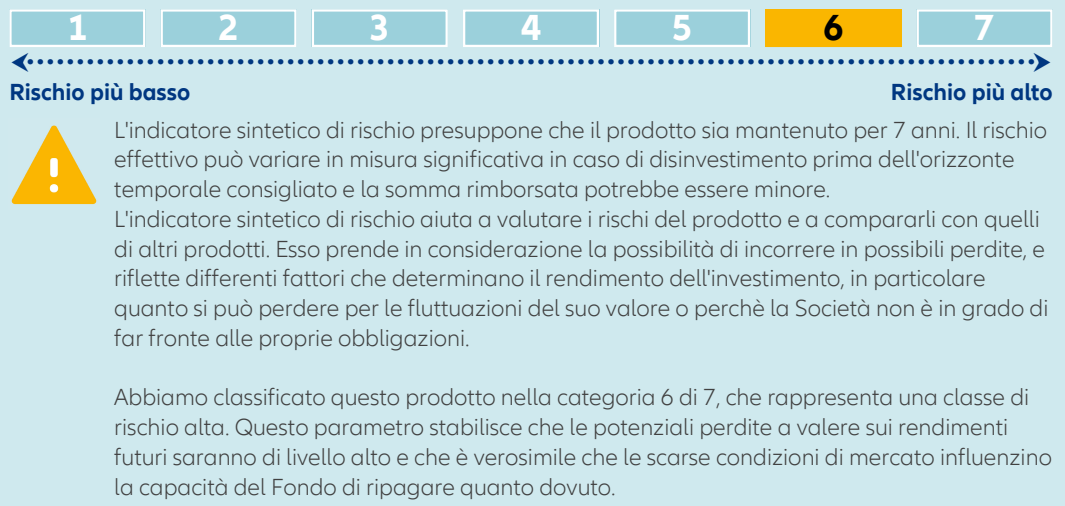 1 2 3 4 5 6 7
Rischio più basso Rischio più alto
L'indicatore sintetico di rischio presuppone che il prodotto sia mantenuto per 7 anni. Il rischio
effettivo può variare in misura significativa in caso di disinvestimento prima dell'orizzonte
temporale consigliato e la somma rimborsata potrebbe essere minore.
L'indicatore sintetico di rischio aiuta a valutare i rischi del prodotto e a compararli con quelli
di altri prodotti. Esso prende in considerazione la possibilità di incorrere in possibili perdite, e
riflette differenti fattori che determinano il rendimento dell'investimento, in particolare
quanto si può perdere per le fluttuazioni del suo valore o perchè la Società non è in grado di
far fronte alle proprie obbligazioni.
Abbiamo classificato questo prodotto nella categoria 6 di 7, che rappresenta una classe di
rischio alta. Questo parametro stabilisce che le potenziali perdite a valere sui rendimenti
futuri saranno di livello alto e che è verosimile che le scarse condizioni di mercato influenzino
la capacità del Fondo di ripagare quanto dovuto.